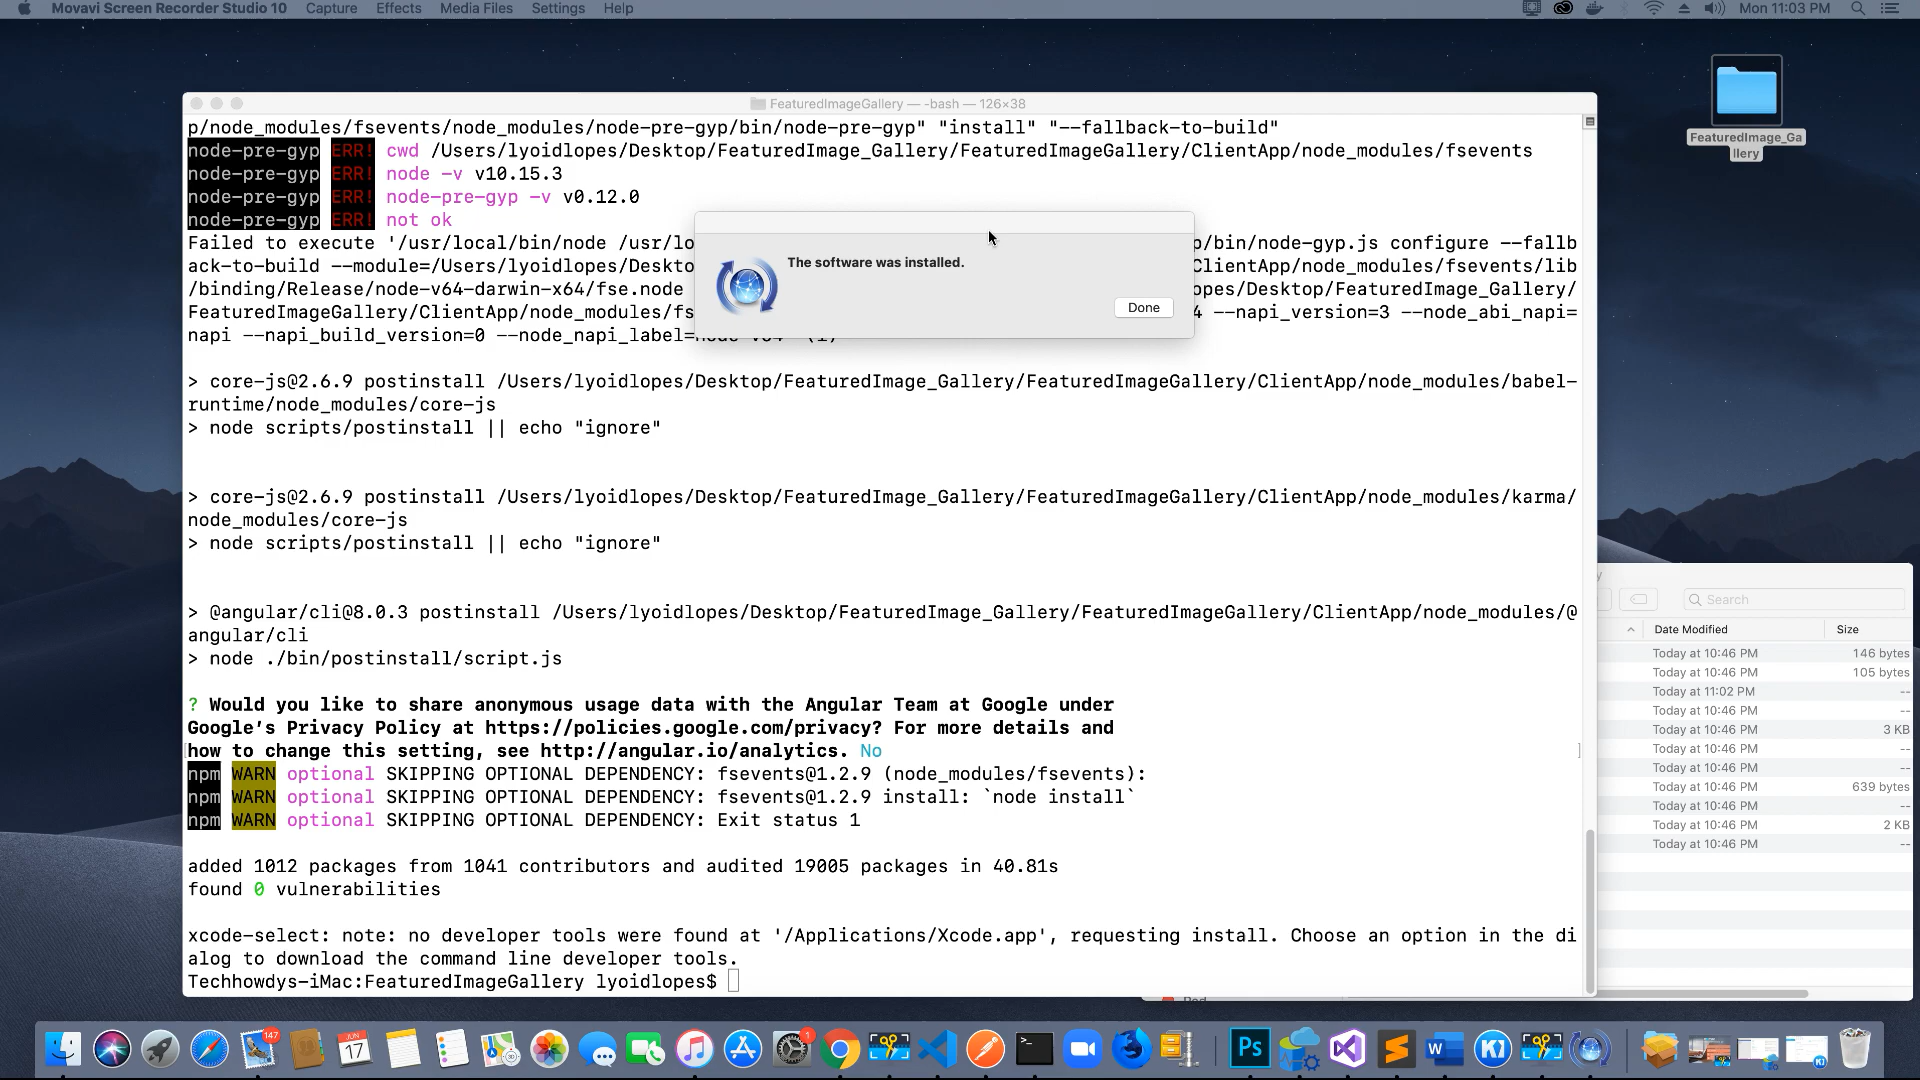 Movavi Screen Recorder Studio 10 Capture Effects Media Files Settings Help Mon 11:03 PM
FeaturedImage_Ga
llery
FeaturedImageGallery — -bash — 126×38
p/node_modules/fsevents/node_modules/node-pre-gyp/bin/node-pre-gyp" "install" "--fallback-to-build"
node-pre-gyp ERR! cwd /Users/lyoidlopes/Desktop/FeaturedImage_Gallery/FeaturedImageGallery/ClientApp/node_modules/fsevents
node-pre-gyp ERR! node -v v10.15.3
node-pre-gyp ERR! node-pre-gyp -v v0.12.0
node-pre-gyp ERR! not ok
Failed to execute '/usr/local/bin/node /usr/lo p/bin/node-gyp.js configure --fallb
ack-to-build --module=/Users/lyoidlopes/Deskto ClientApp/node_modules/fsevents/lib
/binding/Release/node-v64-darwin-x64/fse.node opes/Desktop/FeaturedImage_Gallery/
FeaturedImageGallery/ClientApp/node_modules/fs 4 --napi_version=3 --node_abi_napi=
napi --napi_build_version=0 --node_napi_label=node-v64' (1)
The software was installed.
Done
> core-js@2.6.9 postinstall /Users/lyoidlopes/Desktop/FeaturedImage_Gallery/FeaturedImageGallery/ClientApp/node_modules/babel-
runtime/node_modules/core-js
> node scripts/postinstall || echo "ignore"
> core-js@2.6.9 postinstall /Users/lyoidlopes/Desktop/FeaturedImage_Gallery/FeaturedImageGallery/ClientApp/node_modules/karma/
node_modules/core-js
> node scripts/postinstall || echo "ignore"
> @angular/cli@8.0.3 postinstall /Users/lyoidlopes/Desktop/FeaturedImage_Gallery/FeaturedImageGallery/ClientApp/node_modules/@
angular/cli
> node ./bin/postinstall/script.js
? Would you like to share anonymous usage data with the Angular Team at Google under
Google's Privacy Policy at https://policies.google.com/privacy? For more details and
how to change this setting, see http://angular.io/analytics. No
npm WARN optional SKIPPING OPTIONAL DEPENDENCY: fsevents@1.2.9 (node_modules/fsevents):
npm WARN optional SKIPPING OPTIONAL DEPENDENCY: fsevents@1.2.9 install: `node install`
npm WARN optional SKIPPING OPTIONAL DEPENDENCY: Exit status 1
added 1012 packages from 1041 contributors and audited 19005 packages in 40.81s
found 0 vulnerabilities
xcode-select: note: no developer tools were found at '/Applications/Xcode.app', requesting install. Choose an option in the di
alog to download the command line developer tools.
Techhowdys-iMac:FeaturedImageGallery lyoidlopes$
Search
Date Modified Size
Today at 10:46 PM 146 bytes
Today at 10:46 PM 105 bytes
Today at 11:02 PM --
Today at 10:46 PM --
Today at 10:46 PM 3 KB
Today at 10:46 PM --
Today at 10:46 PM --
Today at 10:46 PM 639 bytes
Today at 10:46 PM --
Today at 10:46 PM 2 KB
Today at 10:46 PM --
147
JUN
17
1
Ps
W
K